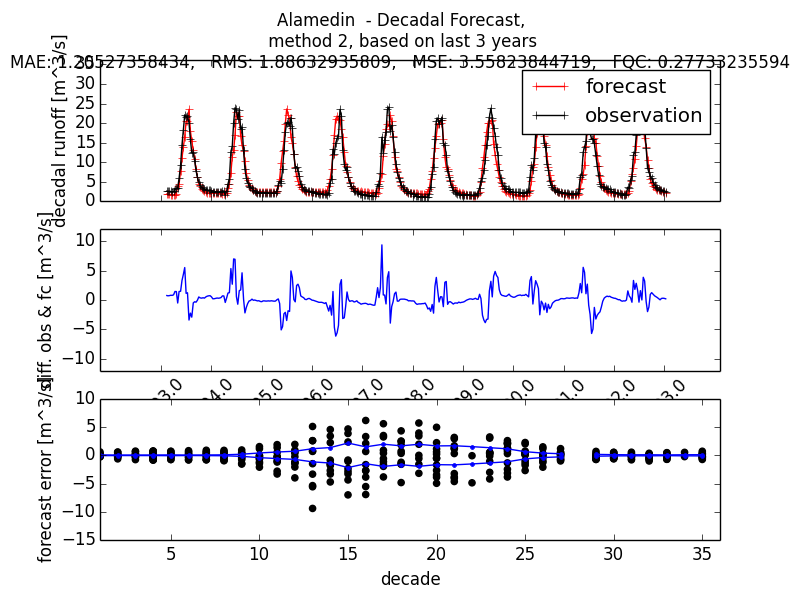 Alamedin - Decadal Forecast,
method 2, based on last 3 years
MAE: 1.20527358434, RMS: 1.88632935809, MSE: 3.55823844719, FQC: 0.27733235594
decadal runoff [m^3/s]
35
30
25
20
15
10
5
0
forecast
observation
diff. obs & fc [m^3/s]
10
5
0
−5
−10
forecast error [m^3/s]
10
5
0
−5
−10
−15
5 10 15 20 25 30 35
decade